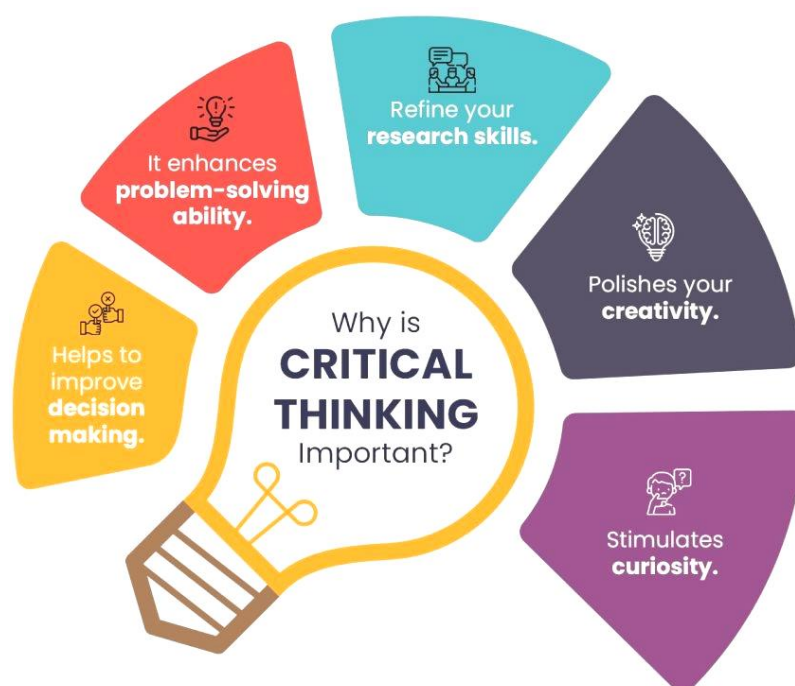 Why is
CRITICAL
THINKING
Important?
Helps to
improve
decision
making.
It enhances
problem-solving
ability.
Refine your
research skills.
Polishes your
creativity.
Stimulates
curiosity.